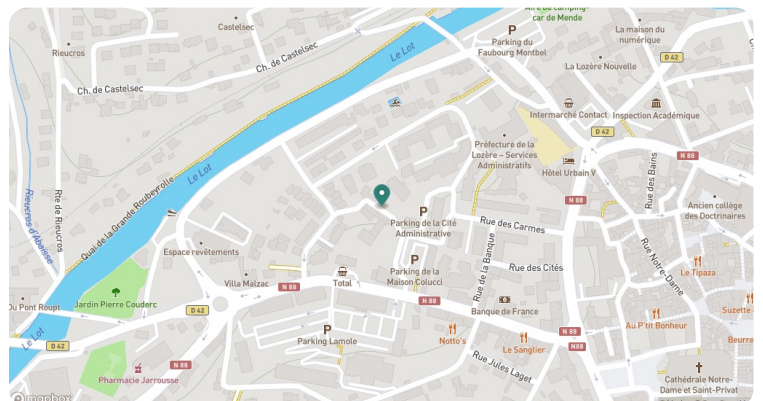 Aire de camping-
car de Mende
Castelsec
La maison du
numérique
Rieucros
P
Parking du
Faubourg Montbel
Le Lot
D 42
Ch. de Castelsec
La Lozère Nouvelle
Ch. de Castelsec
Intermarché Contact
Inspection Académique
D 42
Préfecture de la
Lozère – Services
Administratifs
N 88
Le Lot
Hôtel Urbain V
Rue des Bains
Rieucros d'Abaïsse
Rte de Rieucros
Quai de la Grande Roubeyrolle
N 88
Ancien collège
des Doctrinaires
P
Parking de la Cité
Administrative
Rue des Carmes
Rue Notre-Dame
Espace revêtements
Rue de la Banque
P
Parking de la
Maison Colucci
Rue des Cités
Le Tipaza
Villa Malzac
Total
N 88
N 88
Jardin Pierre Couderc
Du Pont Roupt
D 42
Banque de France
Suzette
Au P'tit Bonheur
P
Parking Lamole
Notto's
Le Sanglier
N 88
N88
Le Lot
D 42
Beurre
N 88
Rue Jules Laget
Pharmacie Jarrousse
Cathédrale Notre-
Dame et Saint-Privat
mapbox